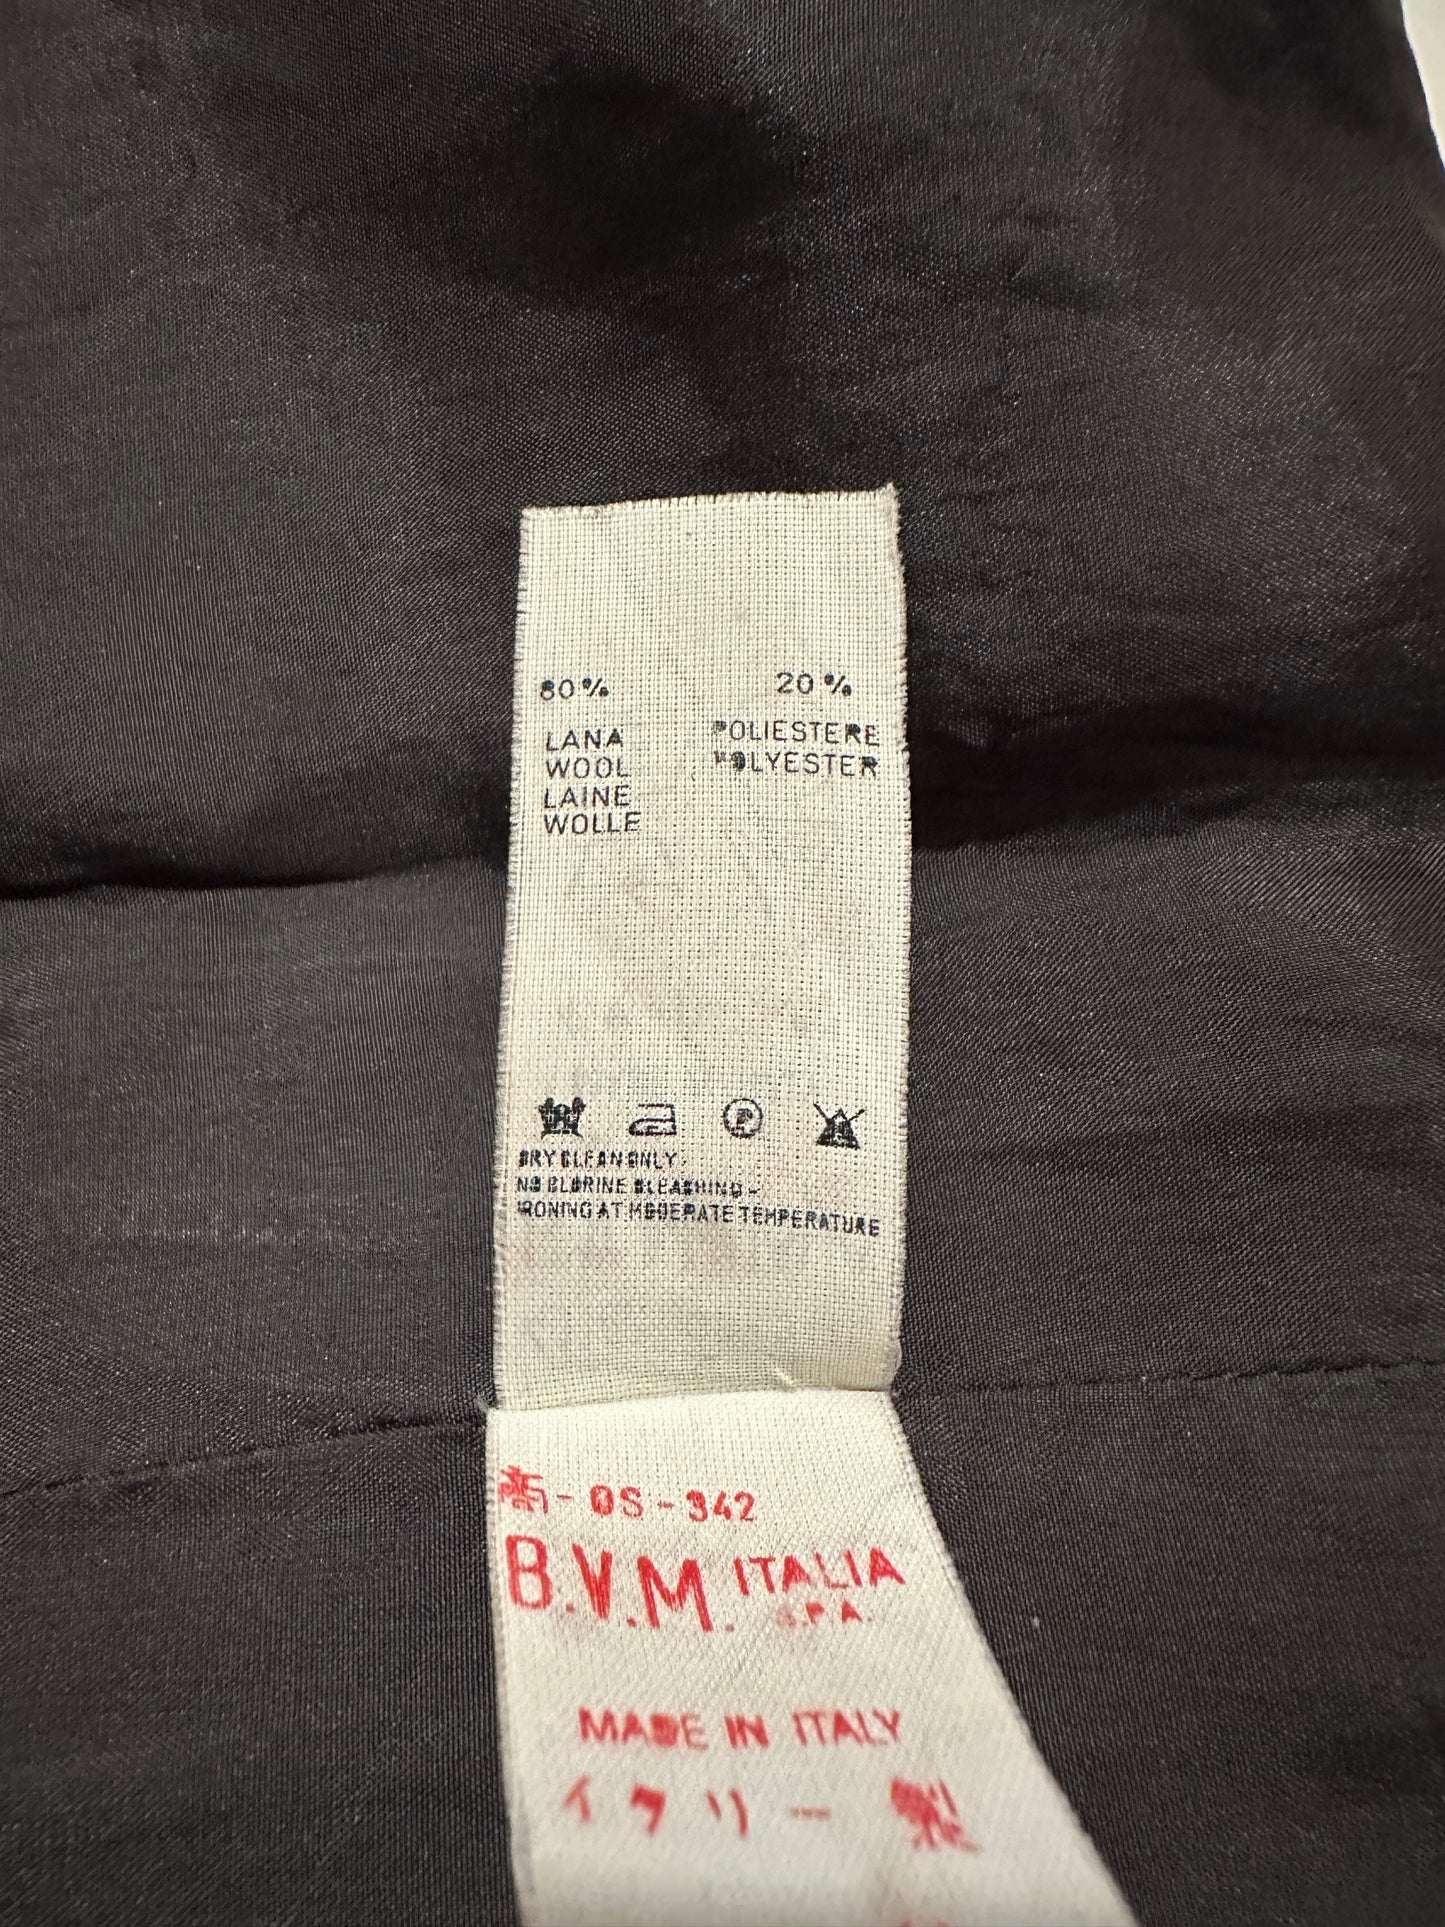 80% 20%
LANA POLIESTERE
WOOL POLYESTER
LAINE
WOLLE
P
DRY CLEAN ONLY
NO CLORINE BLEACHING -
IRONING AT MODERATE TEMPERATURE
-OS-342
B.V.M. ITALIA
S.P.A.
MADE IN ITALY
イタリー製